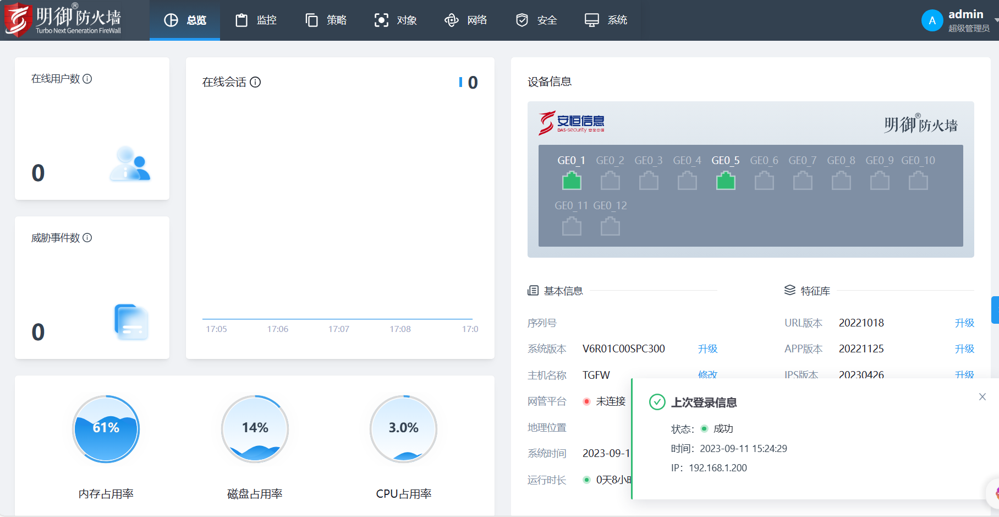 明御®防火墙
Turbo Next Generation FireWall
总览
监控
策略
对象
网络
安全
系统
A
admin
超级管理员
在线用户数
0
威胁事件数
0
在线会话
0
17:05 17:06 17:07 17:08 17:0
61%
14%
3.0%
内存占用率
磁盘占用率
CPU占用率
设备信息
安恒信息
DAS-security 安全中国
明御®防火墙
GE0_1 GE0_2 GE0_3 GE0_4 GE0_5 GE0_6 GE0_7 GE0_8 GE0_9 GE0_10
GE0_11 GE0_12
基本信息
序列号
系统版本 V6R01C00SPC300 升级
主机名称 TGFW 修改
网管平台 未连接
地理位置
系统时间 2023-09-1
运行时长 0天8小时
特征库
URL版本 20221018 升级
APP版本 20221125 升级
IPS版本 20230426 升级
上次登录信息
状态： 成功
时间：2023-09-11 15:24:29
IP：192.168.1.200